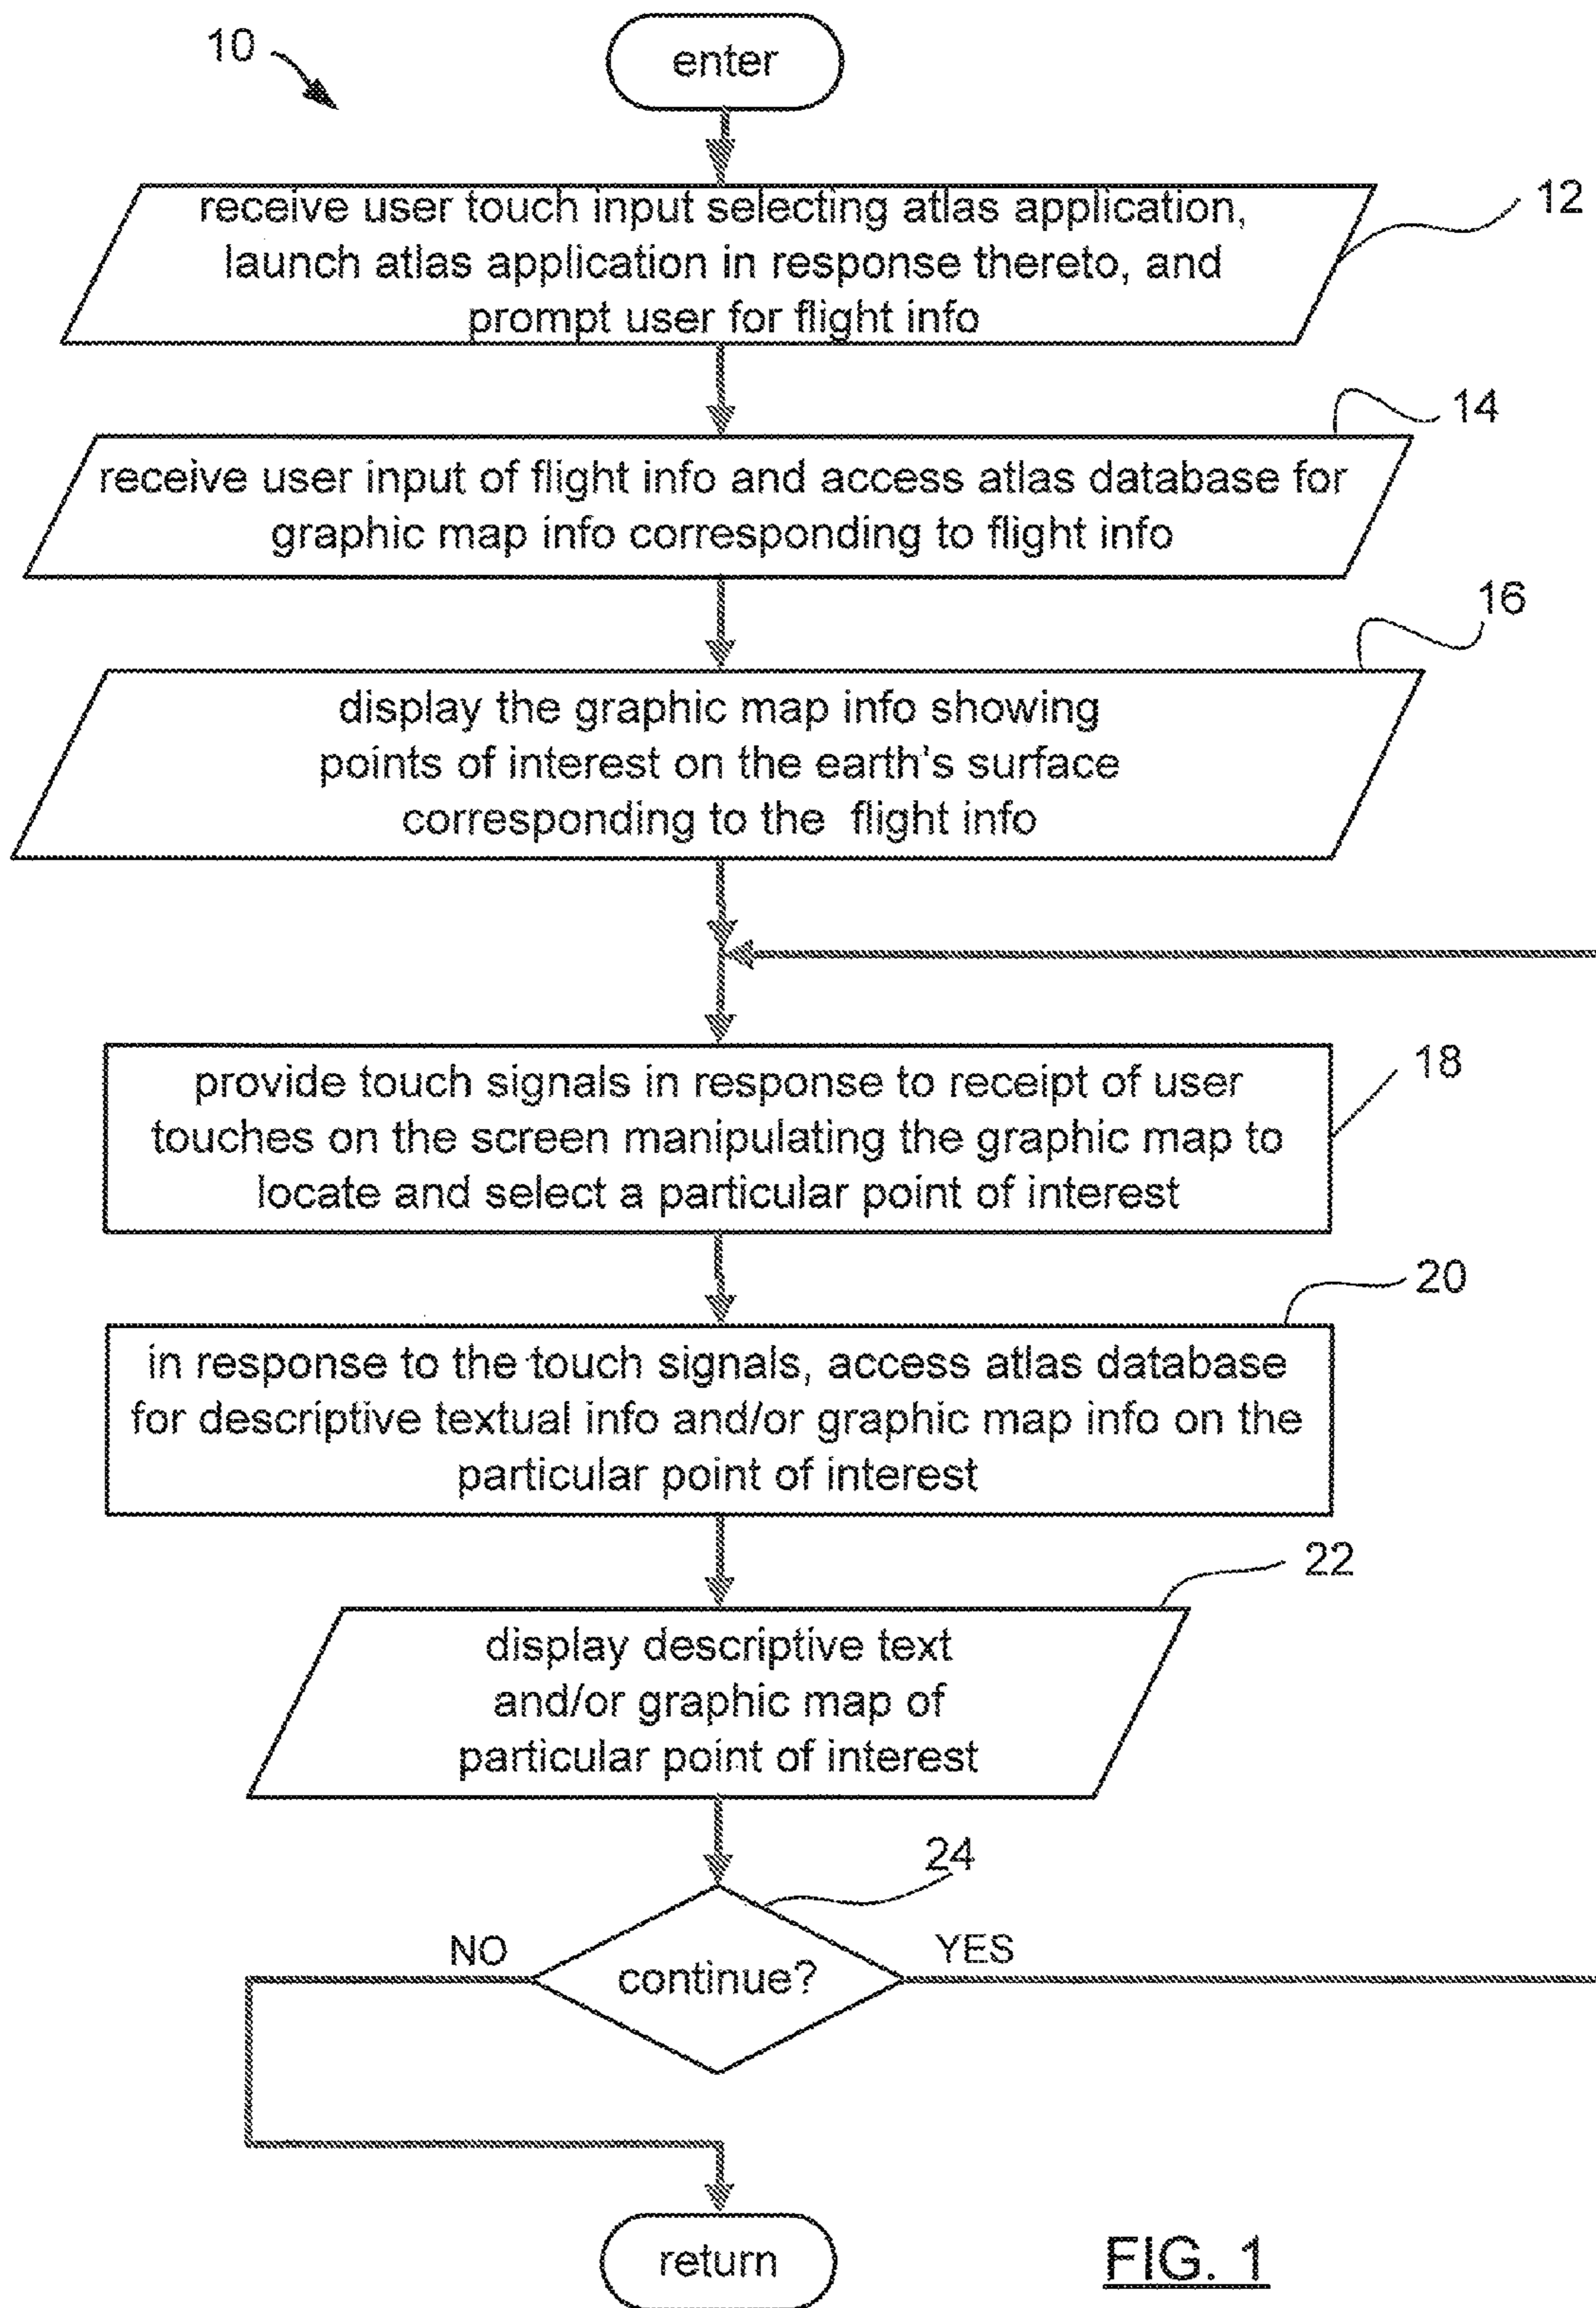 10
enter
receive user touch input selecting atlas application,
launch atlas application in response thereto, and
prompt user for flight info
12
14
receive user input of flight info and access atlas database for
graphic map info corresponding to flight info
16
display the graphic map info showing
points of interest on the earth's surface
corresponding to the flight info
provide touch signals in response to receipt of user
touches on the screen manipulating the graphic map to
locate and select a particular point of interest
18
20
in response to the touch signals, access atlas database
for descriptive textual info and/or graphic map info on the
particular point of interest
22
display descriptive text
and/or graphic map of
particular point of interest
24
NO
continue?
YES
return
FIG. 1